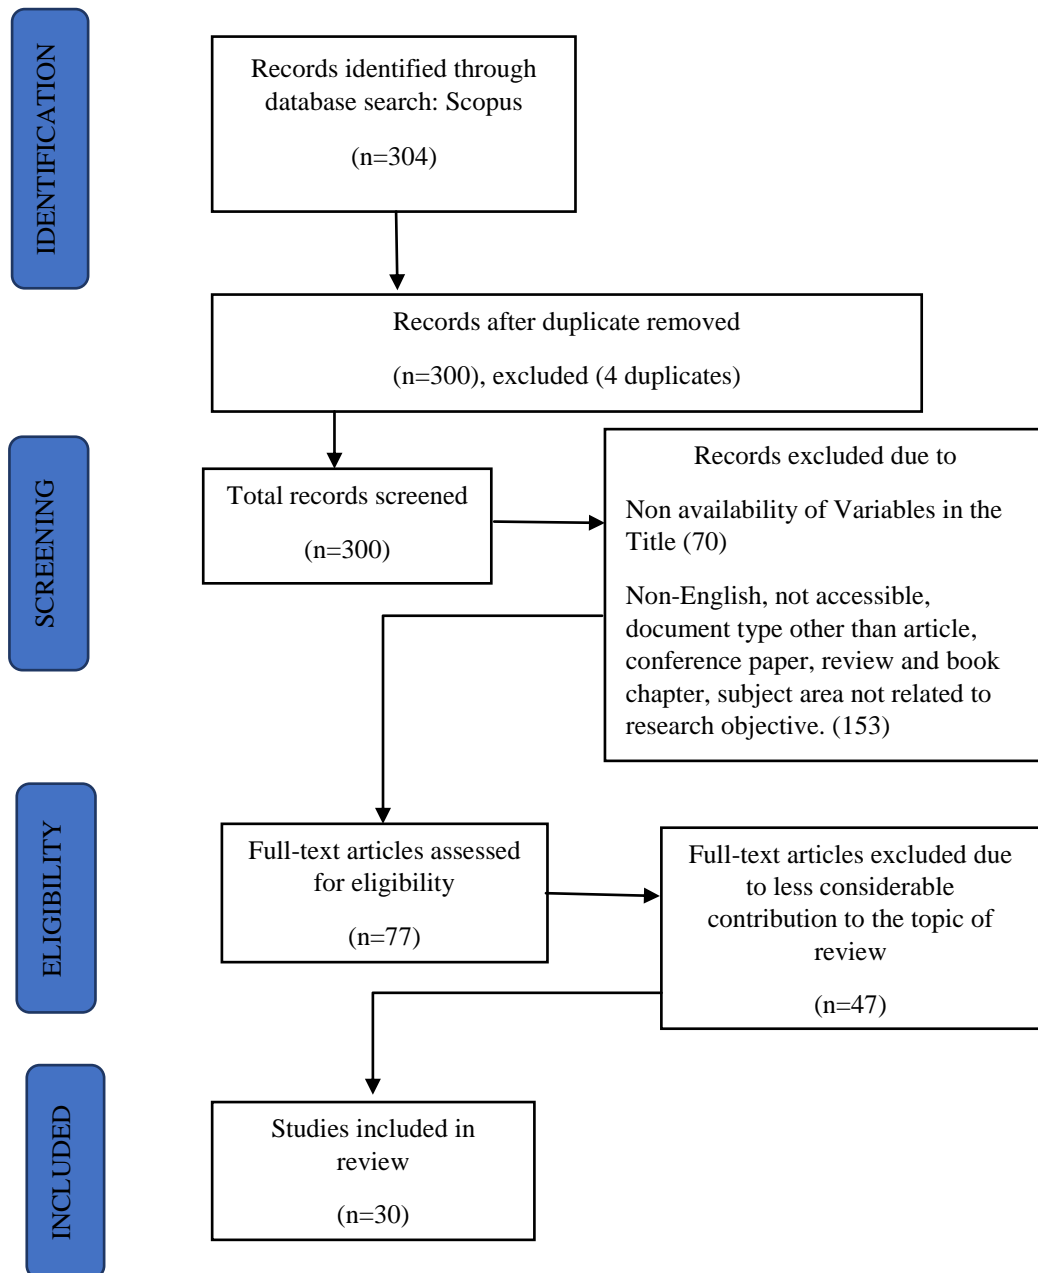 IDENTIFICATION
Records identified through
database search: Scopus
(n=304)
Records after duplicate removed
(n=300), excluded (4 duplicates)
SCREENING
Total records screened
(n=300)
Records excluded due to
Non availability of Variables in the
Title (70)
Non-English, not accessible,
document type other than article,
conference paper, review and book
chapter, subject area not related to
research objective. (153)
ELIGIBILITY
Full-text articles assessed
for eligibility
(n=77)
Full-text articles excluded due
to less considerable
contribution to the topic of
review
(n=47)
INCLUDED
Studies included in
review
(n=30)